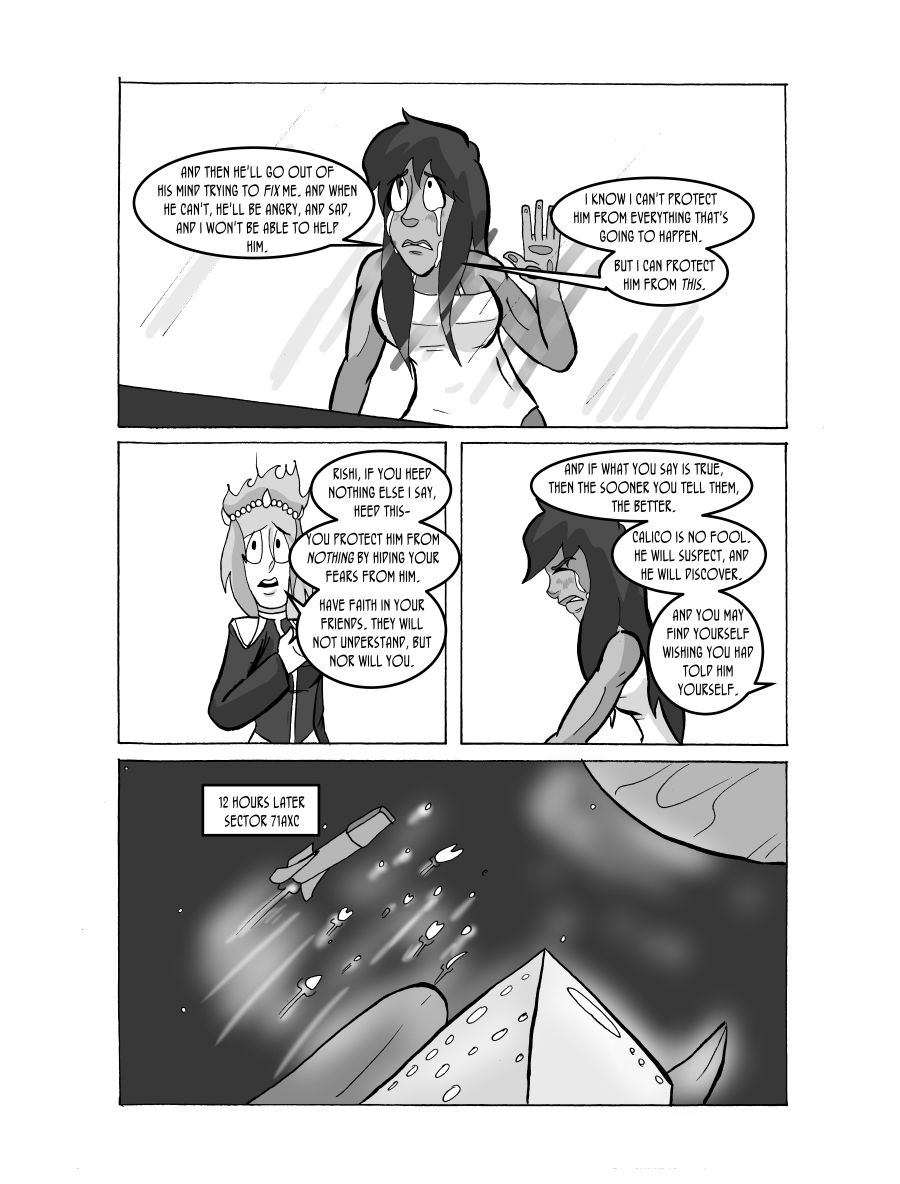 AND THEN HE'LL GO OUT OF
HIS MIND TRYING TO FIX ME. AND WHEN
HE CAN'T, HE'LL BE ANGRY, AND SAD,
AND I WON'T BE ABLE TO HELP
HIM.
I KNOW I CAN'T PROTECT
HIM FROM EVERYTHING THAT'S
GOING TO HAPPEN.
BUT I CAN PROTECT
HIM FROM THIS.
RISHI, IF YOU HEED
NOTHING ELSE I SAY,
HEED THIS-
YOU PROTECT HIM FROM
NOTHING BY HIDING YOUR
FEARS FROM HIM.
HAVE FAITH IN YOUR
FRIENDS. THEY WILL
NOT UNDERSTAND, BUT
NOR WILL YOU.
AND IF WHAT YOU SAY IS TRUE,
THEN THE SOONER YOU TELL THEM,
THE BETTER.
CALICO IS NO FOOL.
HE WILL SUSPECT, AND
HE WILL DISCOVER.
AND YOU MAY
FIND YOURSELF
WISHING YOU HAD
TOLD HIM
YOURSELF.
12 HOURS LATER
SECTOR 71AXC